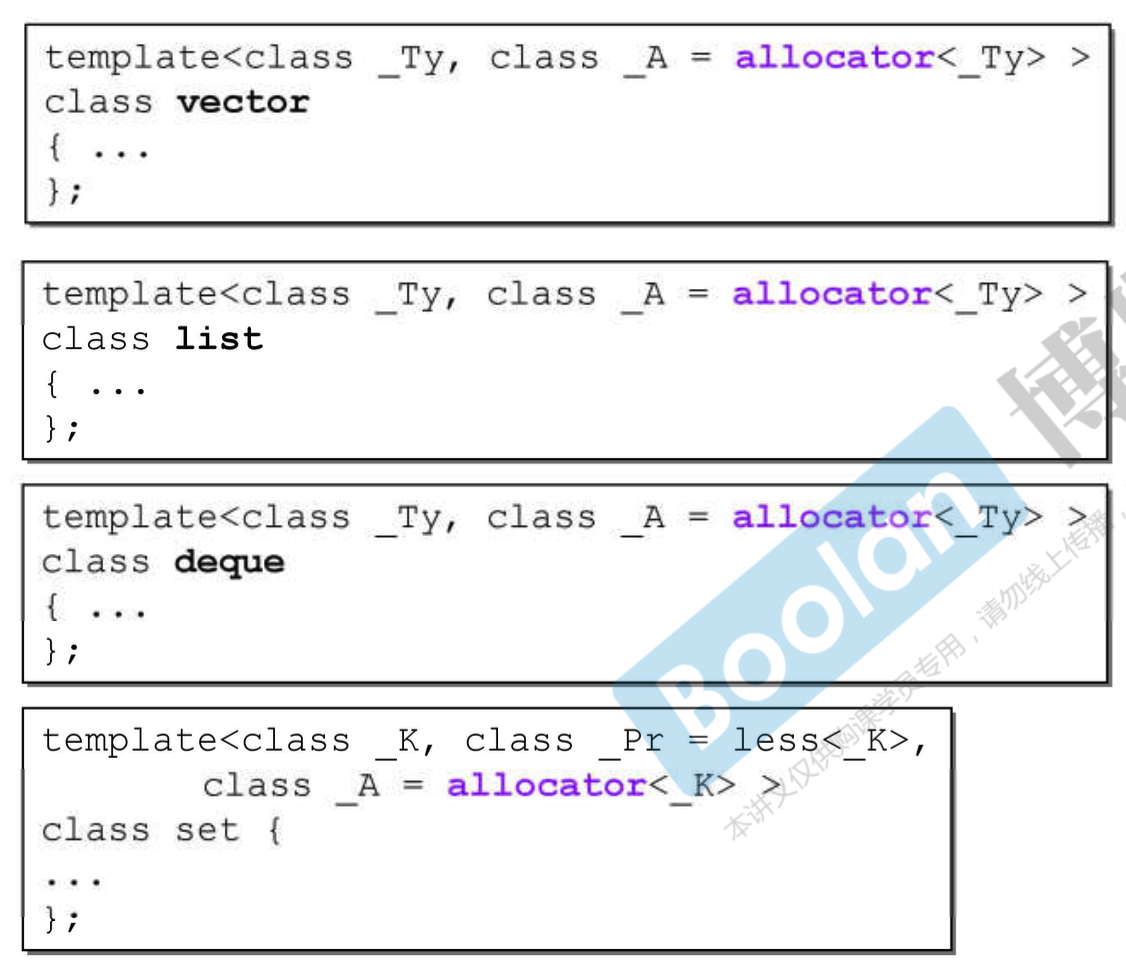 template<class _Ty, class _A = allocator<_Ty> >
class vector
{ ...
};
template<class _Ty, class _A = allocator<_Ty> >
class list
{ ...
};
template<class _Ty, class _A = allocator<_Ty> >
class deque
{ ...
};
template<class _K, class _Pr = less<_K>,
class _A = allocator<_K> >
class set {
...
};
Boolan
博
本讲义仅供购课学员专用，请勿线上传播，